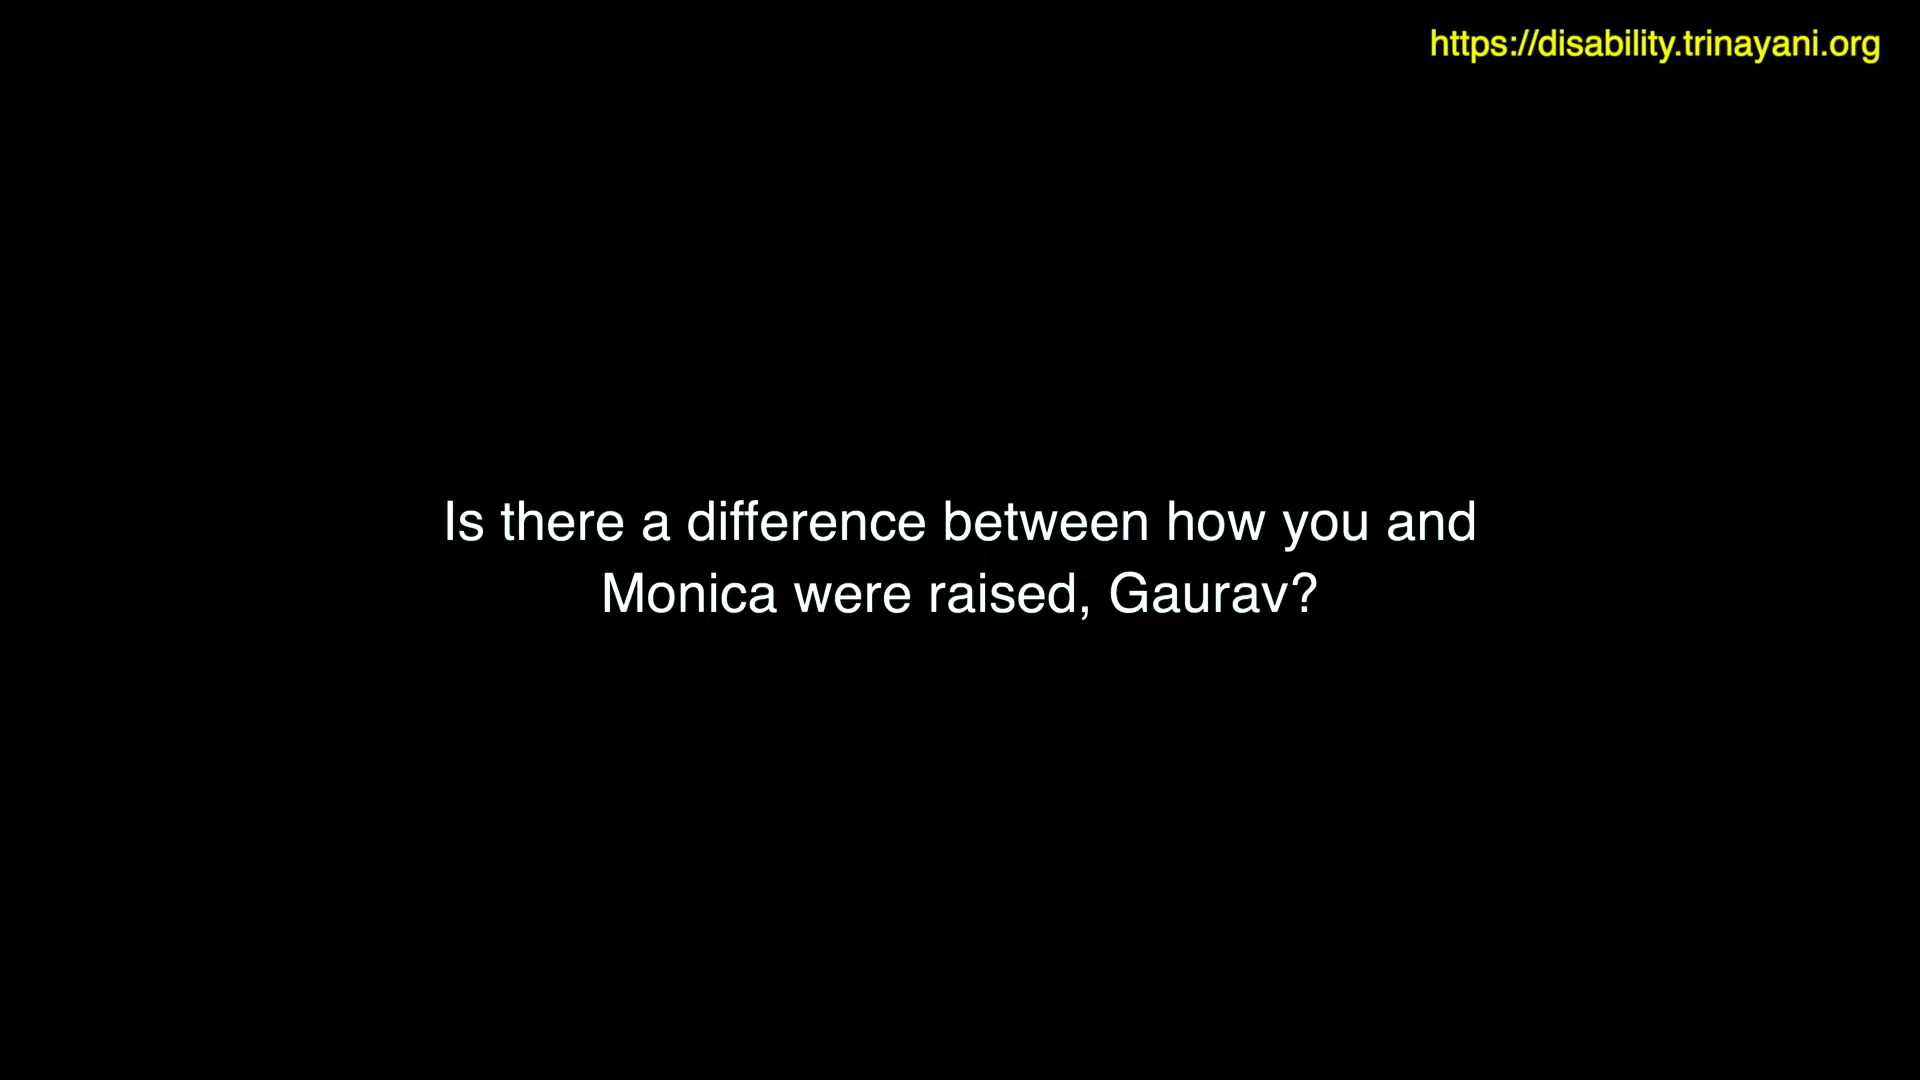 https://disability.trinayani.org
Is there a difference between how you and
Monica were raised, Gaurav?